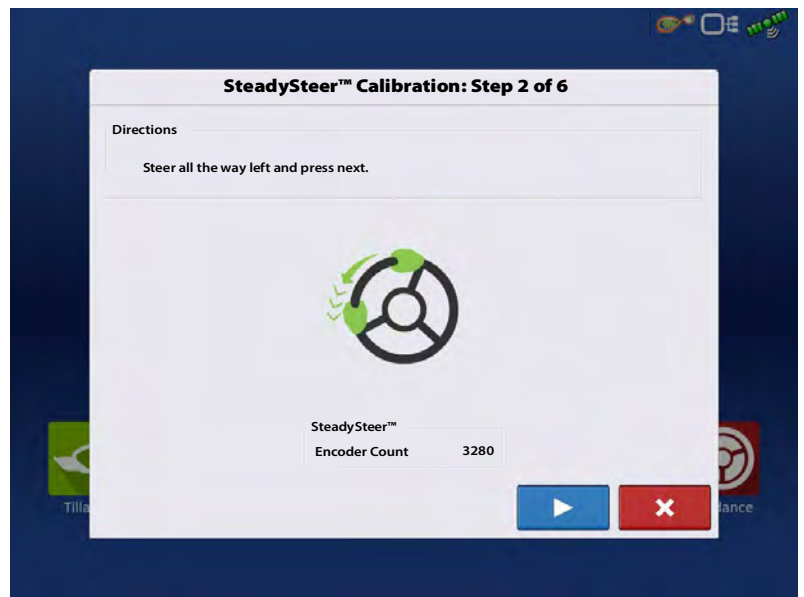 SteadySteer™ Calibration: Step 2 of 6
Directions
Steer all the way left and press next.
SteadySteer™
Encoder Count 3280
Tilla
dance